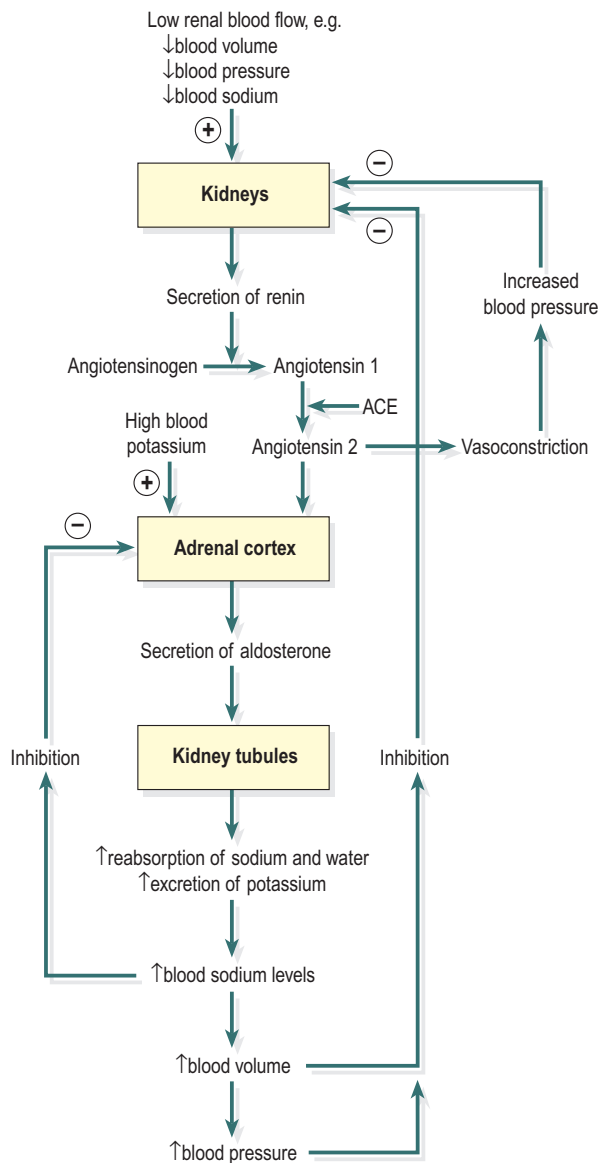 Low renal blood flow, e.g.
↓blood volume
↓blood pressure
↓blood sodium
+
−
Kidneys
−
Secretion of renin
Increased
blood pressure
Angiotensinogen
Angiotensin 1
ACE
High blood
potassium
Angiotensin 2
Vasoconstriction
+
−
Adrenal cortex
Secretion of aldosterone
Inhibition
Kidney tubules
Inhibition
↑reabsorption of sodium and water
↑excretion of potassium
↑blood sodium levels
↑blood volume
↑blood pressure